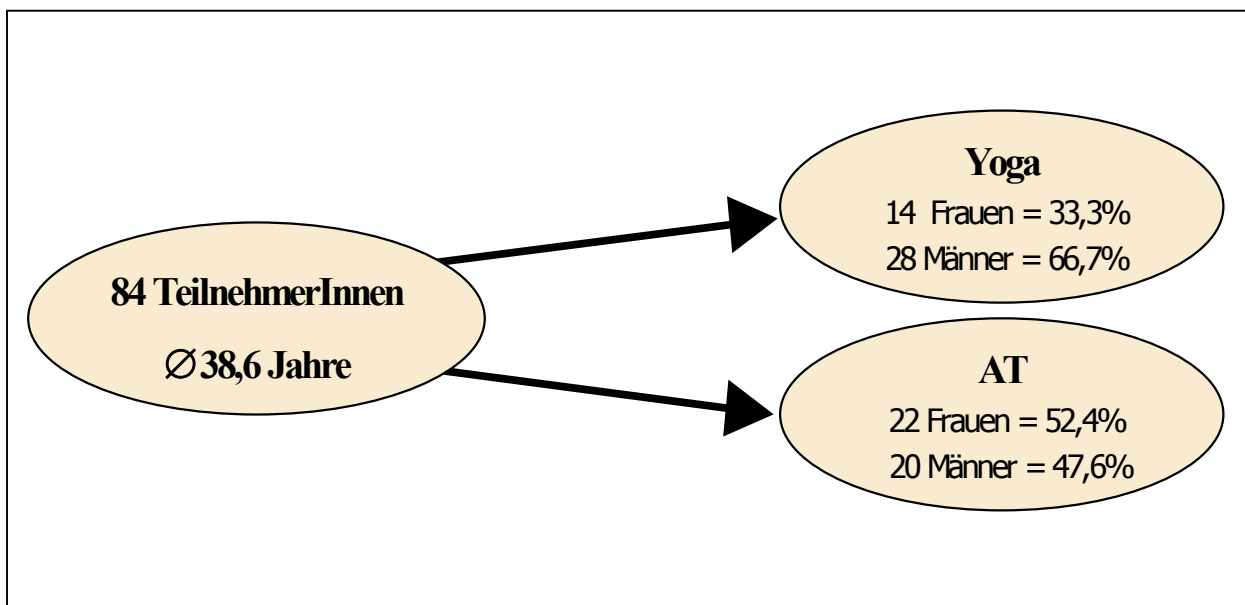 84 TeilnehmerInnen
∅ 38,6 Jahre
Yoga
14 Frauen = 33,3%
28 Männer = 66,7%
AT
22 Frauen = 52,4%
20 Männer = 47,6%